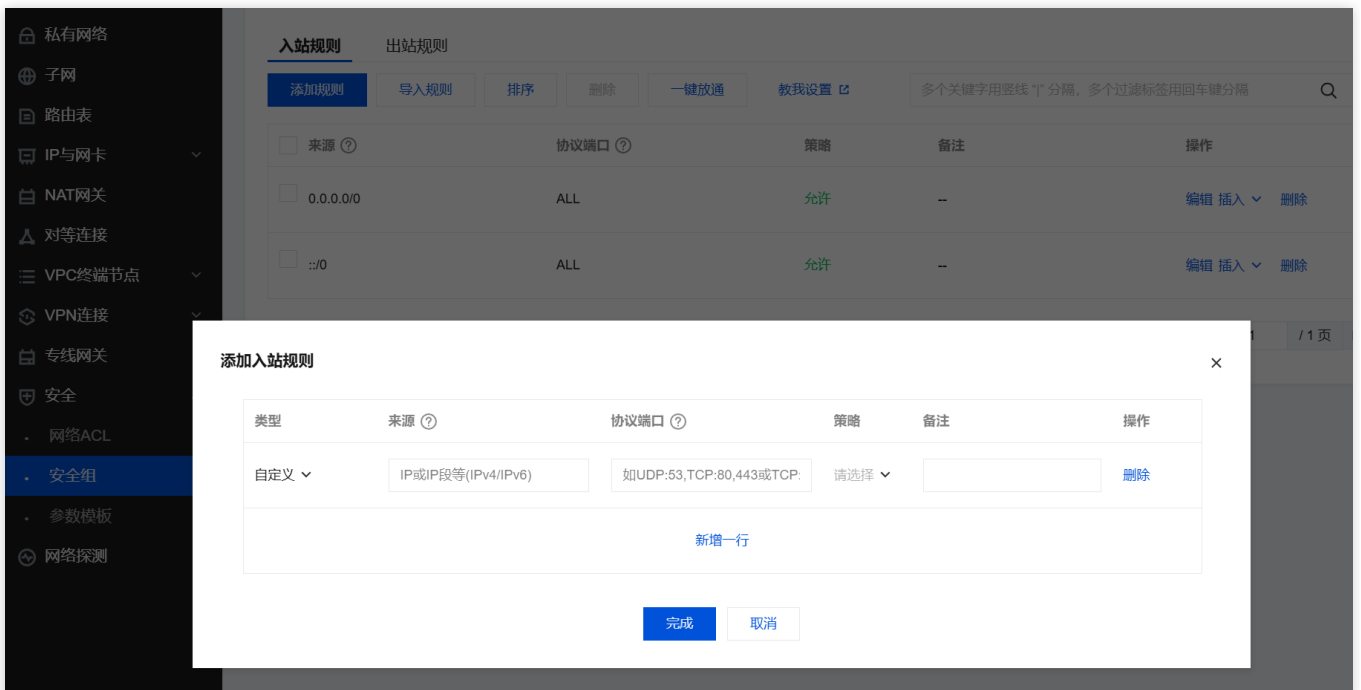 私有网络
子网
路由表
IP与网卡
NAT网关
对等连接
VPC终端节点
VPN连接
专线网关
安全
网络ACL
安全组
参数模板
网络探测
入站规则 出站规则
添加规则 导入规则 排序 删除 一键放通 教我设置 多个关键字用竖线 "|" 分隔，多个过滤标签用回车键分隔
来源 协议端口 策略 备注 操作
0.0.0.0/0 ALL 允许 -- 编辑 插入 删除
::/0 ALL 允许 -- 编辑 插入 删除
1 / 1 页
添加入站规则
类型 来源 协议端口 策略 备注 操作
自定义 IP或IP段等(IPv4/IPv6) 如UDP:53,TCP:80,443或TCP: 请选择 删除
新增一行
完成 取消